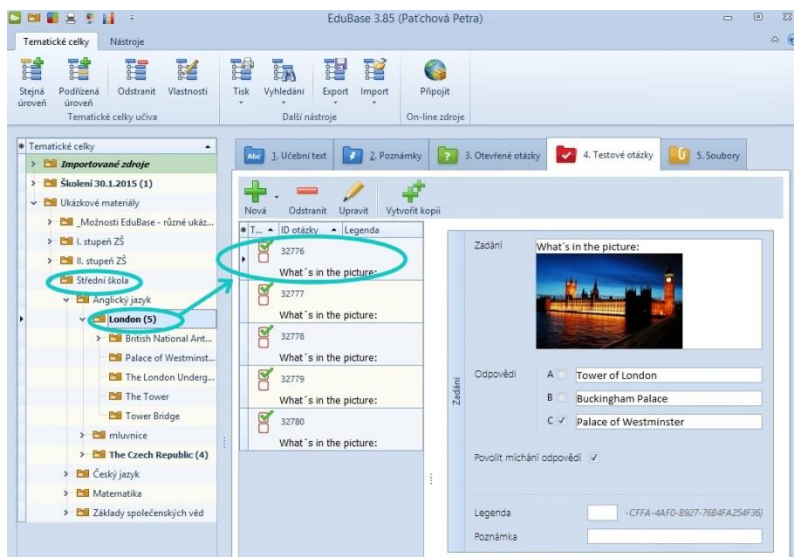 EduBase 3.85 (Paťchová Petra)
Tematické celky
Nástroje
Stejná úroveň
Podřízená úroveň
Odstranit
Vlastnosti
Tisk
Vyhledání
Export
Import
Připojit
Tematické celky učiva
Další nástroje
On-line zdroje
Tematické celky
Importované zdroje
Školení 30.1.2015 (1)
Ukázkové materiály
_Možnosti EduBase - různé ukáz...
I. stupeň ZŠ
II. stupeň ZŠ
Střední škola
Anglický jazyk
London (5)
British National Ant...
Palace of Westminst...
The London Underg...
The Tower
Tower Bridge
mluvnice
The Czech Republic (4)
Český jazyk
Matematika
Základy společenských věd
Abc 1. Učební text
2. Poznámky
? 3. Otevřené otázky
4. Testové otázky
5. Soubory
Nová
Odstranit
Upravit
Vytvořit kopii
T...
ID otázky
Legenda
32776
What´s in the picture:
32777
What´s in the picture:
32778
What´s in the picture:
32779
What´s in the picture:
32780
What´s in the picture:
Zadání
Zadání
What´s in the picture:
Odpovědi
A Tower of London
B Buckingham Palace
C Palace of Westminster
Povolit míchání odpovědí
Legenda
-CFFA-4AF0-B927-76B4FA254F36)
Poznámka